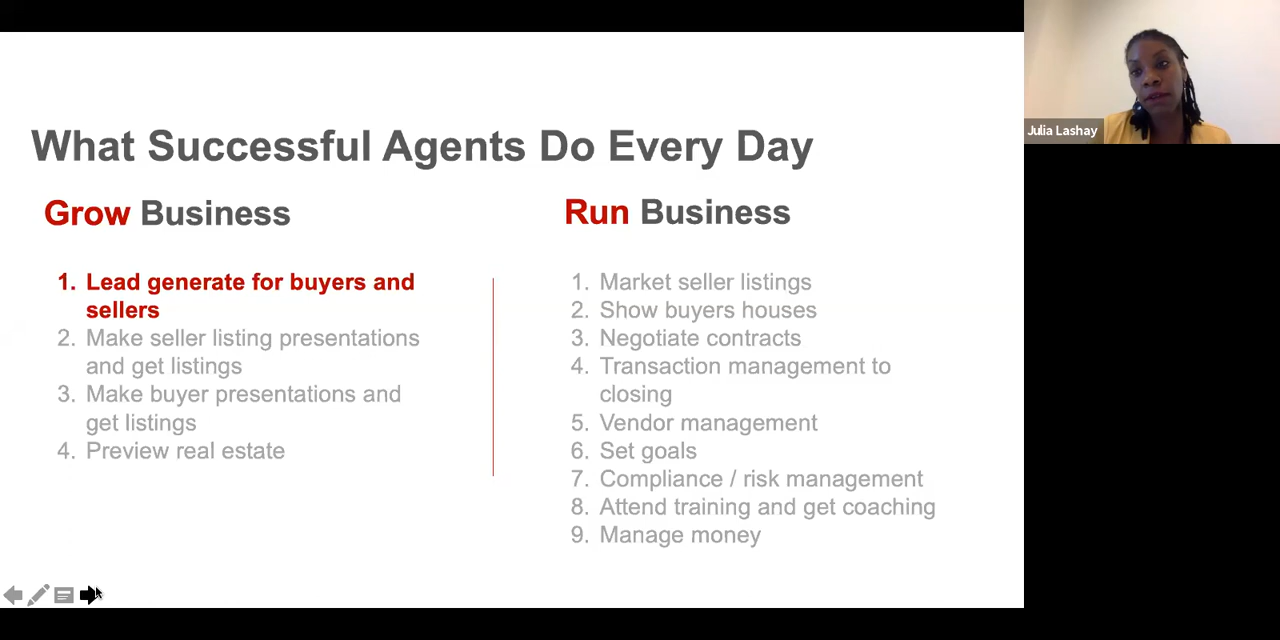 What Successful Agents Do Every Day
Grow Business
1. Lead generate for buyers and
sellers
2. Make seller listing presentations
and get listings
3. Make buyer presentations and
get listings
4. Preview real estate
Run Business
1. Market seller listings
2. Show buyers houses
3. Negotiate contracts
4. Transaction management to
closing
5. Vendor management
6. Set goals
7. Compliance / risk management
8. Attend training and get coaching
9. Manage money
Julia Lashay